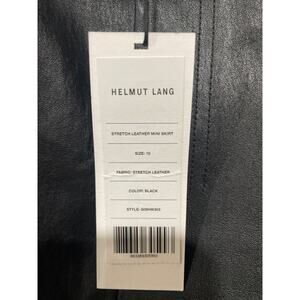 HELMUT LANG
STRETCH LEATHER MINI SKIRT
SIZE: 10
FABRIC: STRETCH LEATHER
COLOR: BLACK
STYLE: